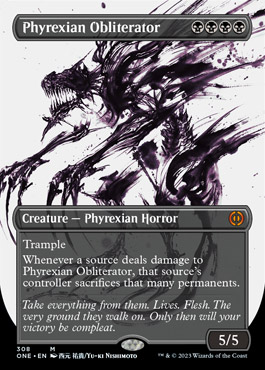 Phyrexian Obliterator
Creature — Phyrexian Horror
Trample
Whenever a source deals damage to
Phyrexian Obliterator, that source's
controller sacrifices that many permanents.
Take everything from them. Lives. Flesh. The
very ground they walk on. Only then will your
victory be compleat.
5/5
308 M
ONE • EN 西元 祐貴/Yu-ki Nishimoto
™ & © 2023 Wizards of the Coast